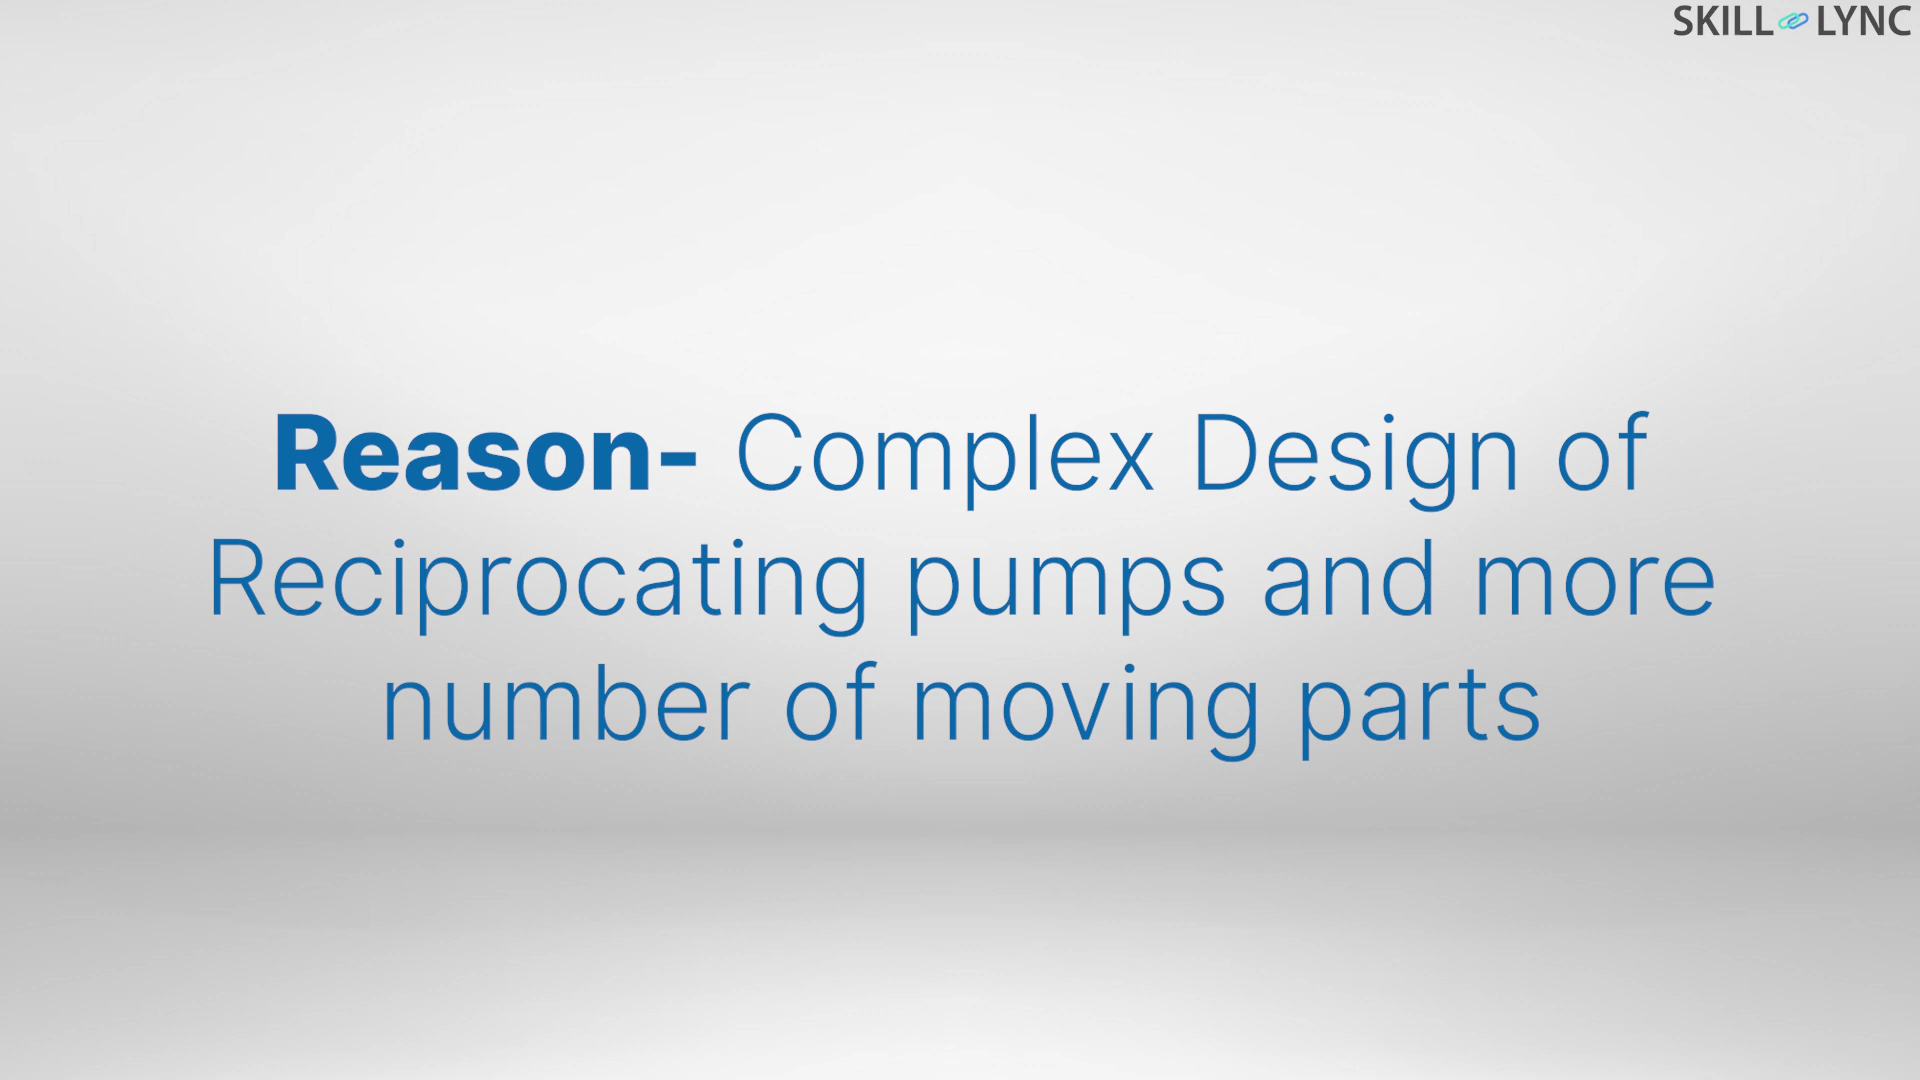 SKILL LYNC
Reason- Complex Design of
Reciprocating pumps and more
number of moving parts